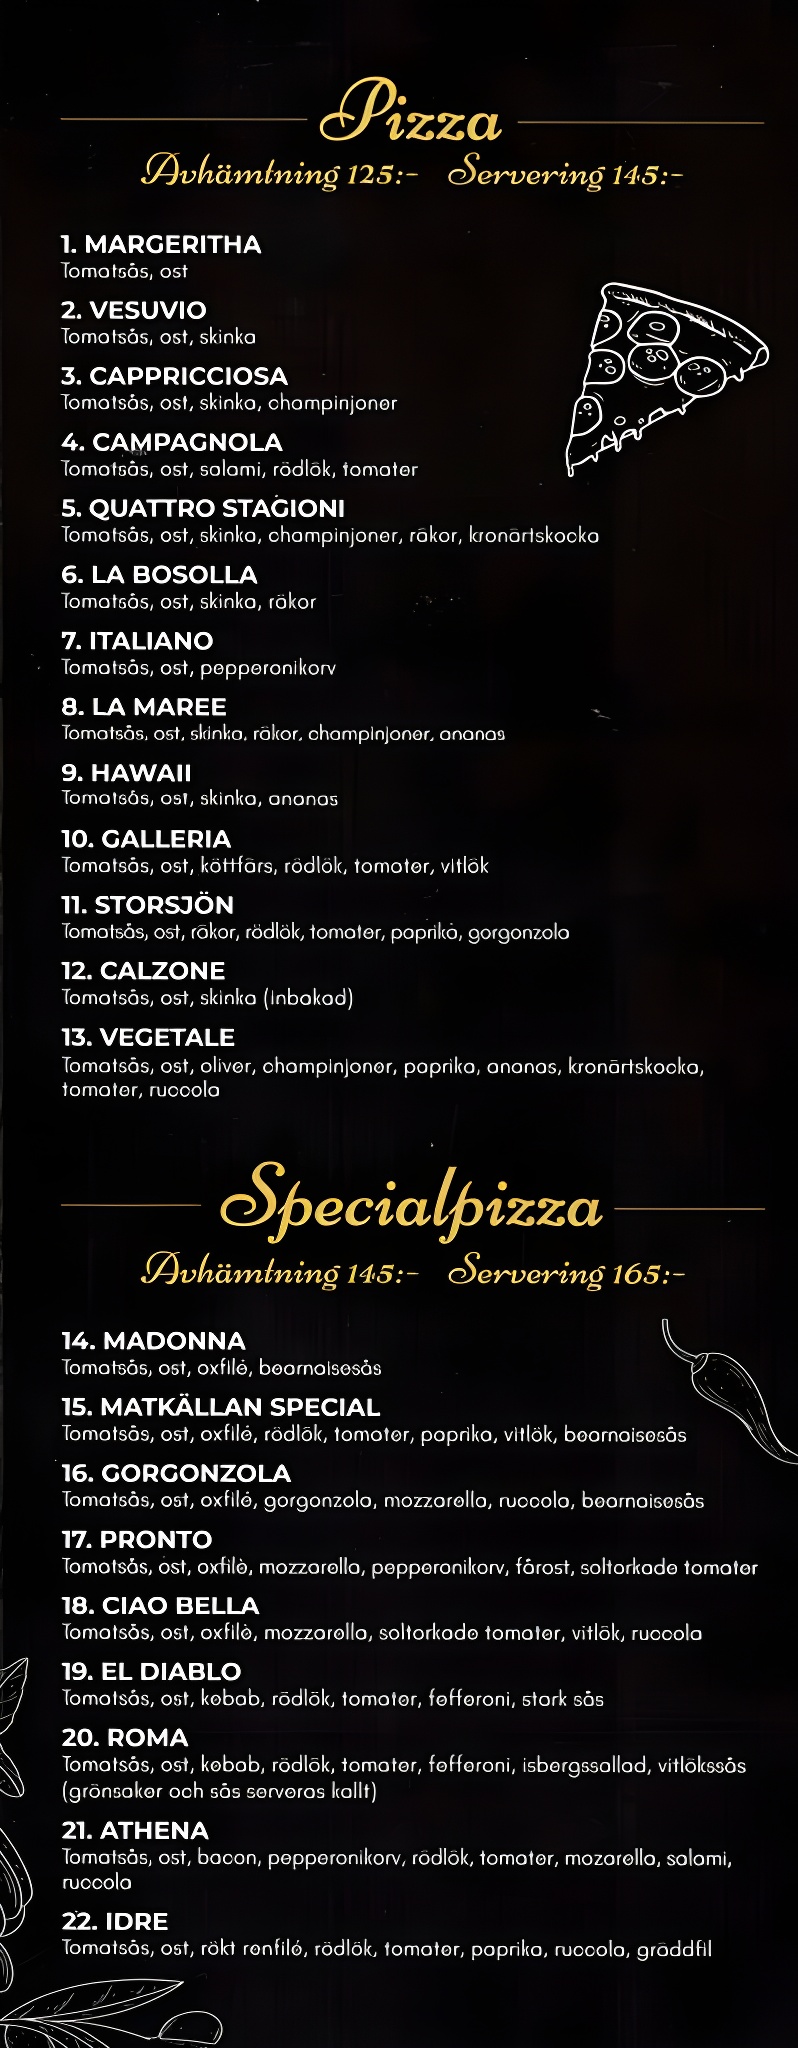 Pizza
Avhämtning 125:- Servering 145:-
1. MARGERITHA
Tomatsås, ost
2. VESUVIO
Tomatsås, ost, skinka
3. CAPPRICCIOSA
Tomatsås, ost, skinka, champinjoner
4. CAMPAGNOLA
Tomatsås, ost, salami, rödlök, tomater
5. QUATTRO STAGIONI
Tomatsås, ost, skinka, champinjoner, räkor, kronärtskocka
6. LA BOSOLLA
Tomatsås, ost, skinka, räkor
7. ITALIANO
Tomatsås, ost, pepperonikorv
8. LA MAREE
Tomatsås, ost, skinka, räkor, champinjoner, ananas
9. HAWAII
Tomatsås, ost, skinka, ananas
10. GALLERIA
Tomatsås, ost, köttfärs, rödlök, tomater, vitlök
11. STORSJÖN
Tomatsås, ost, räkor, rödlök, tomater, paprika, gorgonzola
12. CALZONE
Tomatsås, ost, skinka (Inbakad)
13. VEGETALE
Tomatsås, ost, oliver, champinjoner, paprika, ananas, kronärtskocka,
tomater, ruccola
Specialpizza
Avhämtning 145:- Servering 165:-
14. MADONNA
Tomatsås, ost, oxfilé, bearnaisesås
15. MATKÄLLAN SPECIAL
Tomatsås, ost, oxfilé, rödlök, tomater, paprika, vitlök, bearnaisesås
16. GORGONZOLA
Tomatsås, ost, oxfilé, gorgonzola, mozzarella, ruccola, bearnaisesås
17. PRONTO
Tomatsås, ost, oxfilè, mozzarella, pepperonikorv, fårost, soltorkade tomater
18. CIAO BELLA
Tomatsås, ost, oxfilè, mozzarella, soltorkade tomater, vitlök, ruccola
19. EL DIABLO
Tomatsås, ost, kebab, rödlök, tomater, fefferoni, stark sås
20. ROMA
Tomatsås, ost, kebab, rödlök, tomater, fefferoni, isbergssallad, vitlökssås
(grönsaker och sås serveras kallt)
21. ATHENA
Tomatsås, ost, bacon, pepperonikorv, rödlök, tomater, mozarella, salami,
ruccola
22. IDRE
Tomatsås, ost, rökt renfilé, rödlök, tomater, paprika, ruccola, gräddfil